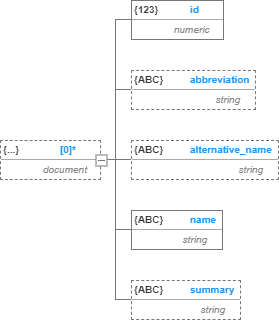 {123} id
numeric
{ABC} abbreviation
string
{...} [0]*
document
{ABC} alternative_name
string
{ABC} name
string
{ABC} summary
string